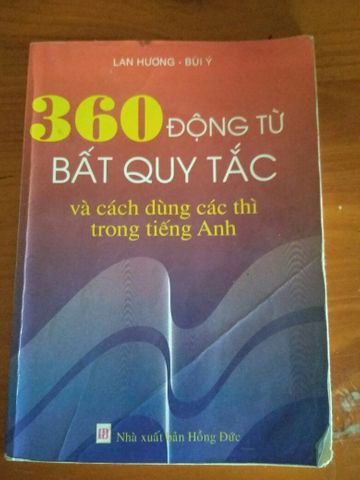 LAN HƯƠNG - BÙI Ý
360 ĐỘNG TỪ
BẤT QUY TẮC
và cách dùng các thì
trong tiếng Anh
Nhà xuất bản Hồng Đức